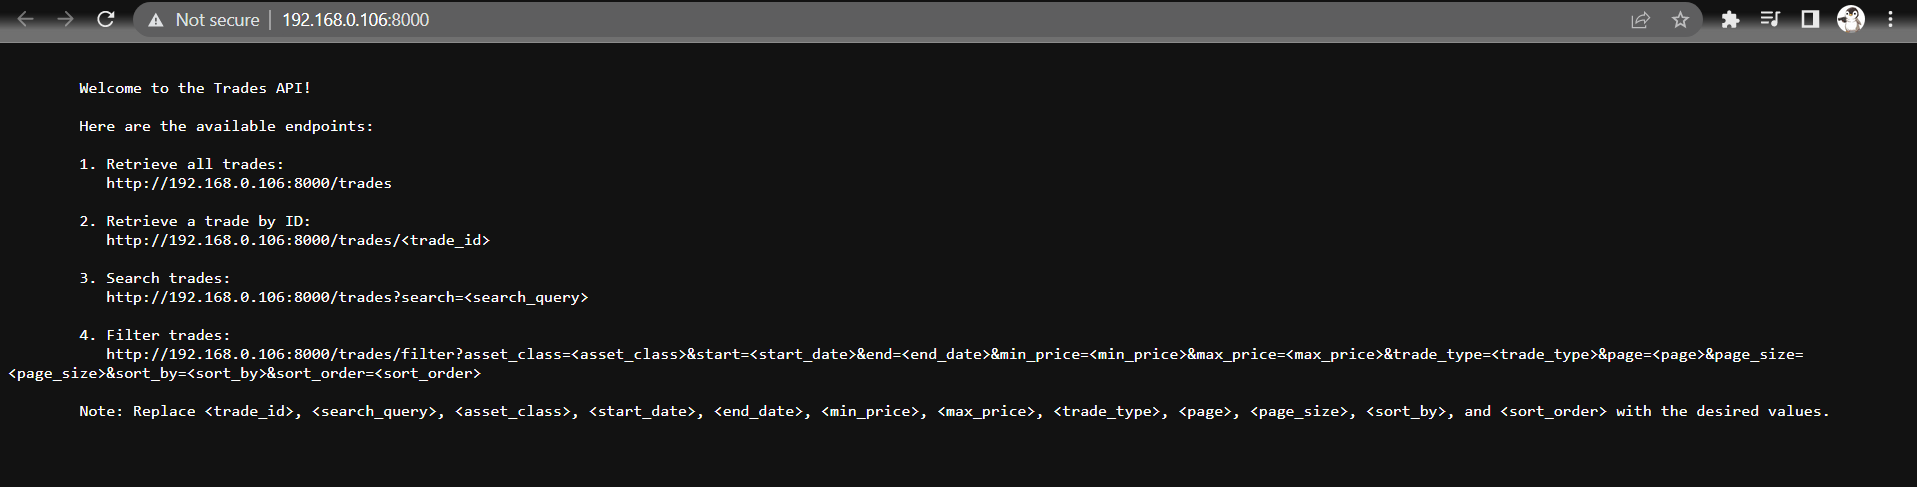 Not secure | 192.168.0.106:8000
Welcome to the Trades API!
Here are the available endpoints:
1. Retrieve all trades:
http://192.168.0.106:8000/trades
2. Retrieve a trade by ID:
http://192.168.0.106:8000/trades/<trade_id>
3. Search trades:
http://192.168.0.106:8000/trades?search=<search_query>
4. Filter trades:
http://192.168.0.106:8000/trades/filter?asset_class=<asset_class>&start=<start_date>&end=<end_date>&min_price=<min_price>&max_price=<max_price>&trade_type=<trade_type>&page=<page>&page_size=
<page_size>&sort_by=<sort_by>&sort_order=<sort_order>
Note: Replace <trade_id>, <search_query>, <asset_class>, <start_date>, <end_date>, <min_price>, <max_price>, <trade_type>, <page>, <page_size>, <sort_by>, and <sort_order> with the desired values.